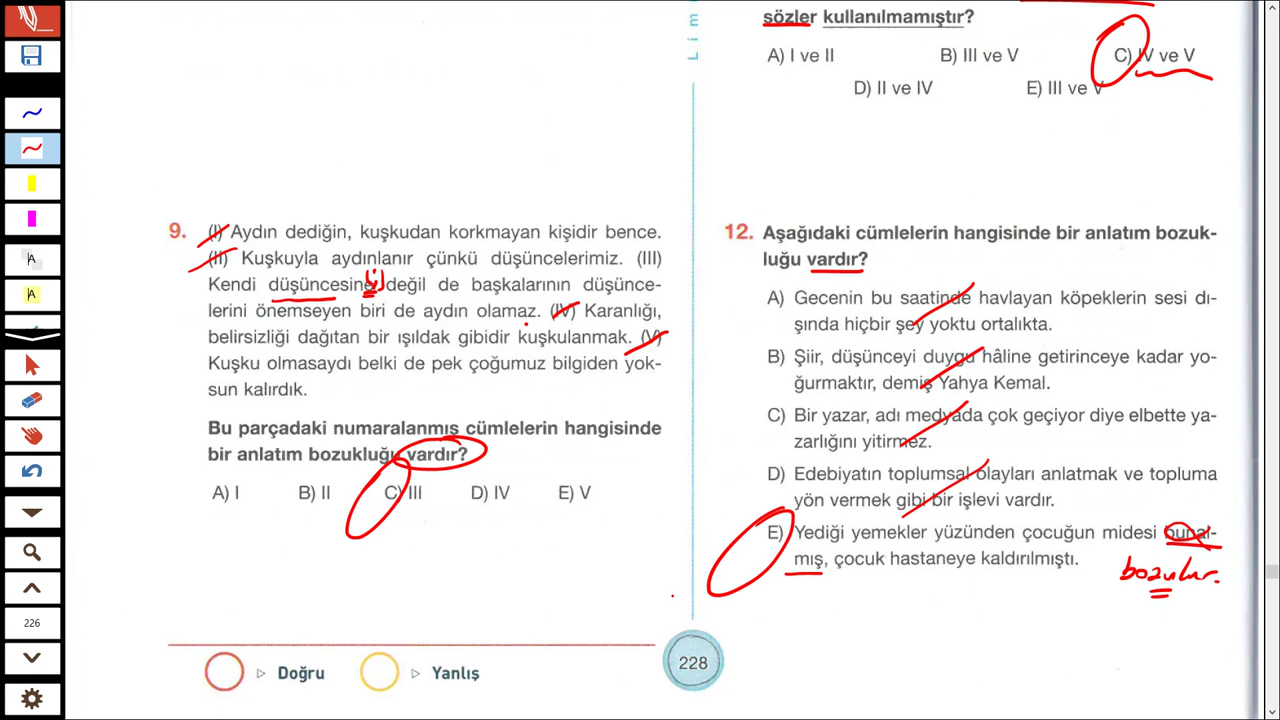 9. (I) Aydın dediğin, kuşkudan korkmayan kişidir bence.
(II) Kuşkuyla aydınlanır çünkü düşüncelerimiz. (III)
Kendi düşüncesine değil de başkalarının düşünce-
lerini önemseyen biri de aydın olamaz. (IV) Karanlığı,
belirsizliği dağıtan bir ışıldak gibidir kuşkulanmak. (V)
Kuşku olmasaydı belki de pek çoğumuz bilgiden yok-
sun kalırdık.
Bu parçadaki numaralanmış cümlelerin hangisinde
bir anlatım bozukluğu vardır?
A) I B) II C) III D) IV E) V
Lim
sözler kullanılmamıştır?
A) I ve II B) III ve V C) IV ve V
D) II ve IV E) III ve V
12. Aşağıdaki cümlelerin hangisinde bir anlatım bozuk-
luğu vardır?
A) Gecenin bu saatinde havlayan köpeklerin sesi dı-
şında hiçbir şey yoktu ortalıkta.
B) Şiir, düşünceyi duygu hâline getirinceye kadar yo-
ğurmaktır, demiş Yahya Kemal.
C) Bir yazar, adı medyada çok geçiyor diye elbette ya-
zarlığını yitirmez.
D) Edebiyatın toplumsal olayları anlatmak ve topluma
yön vermek gibi bir işlevi vardır.
E) Yediği yemekler yüzünden çocuğun midesi bunal-
mış, çocuk hastaneye kaldırılmıştı.
bozulur.
Doğru Yanlış
228
A
A
226